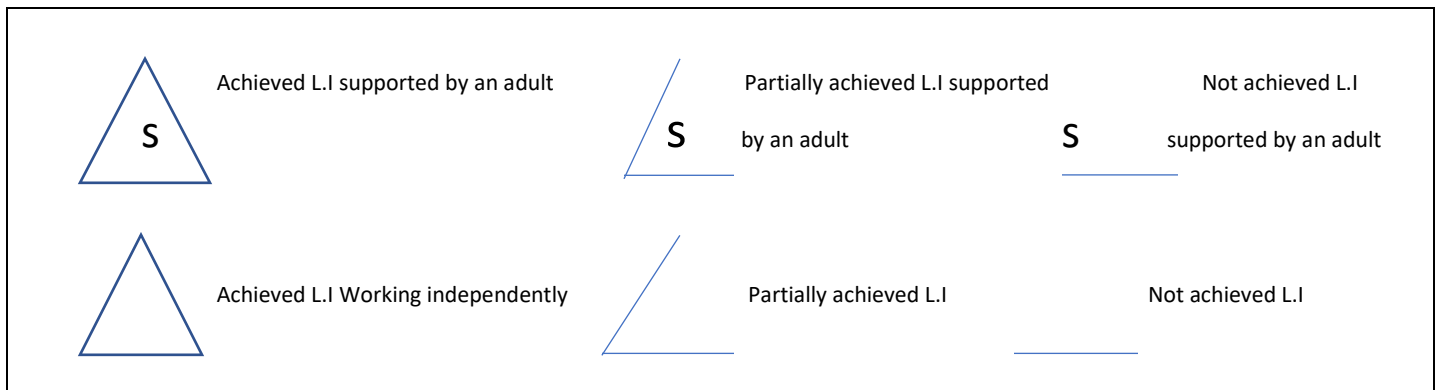 Achieved L.I supported by an adult
S
Partially achieved L.I supported
by an adult
S
Not achieved L.I
supported by an adult
S
Achieved L.I Working independently
Partially achieved L.I
Not achieved L.I